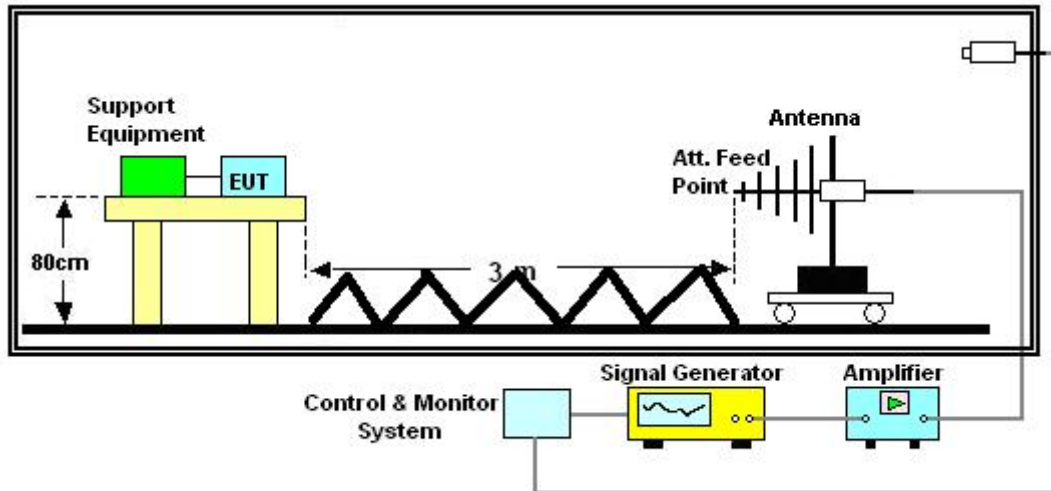 Support
Equipment
EUT
80cm
3 m
Antenna
Att. Feed
Point
Signal Generator
Amplifier
Control & Monitor
System